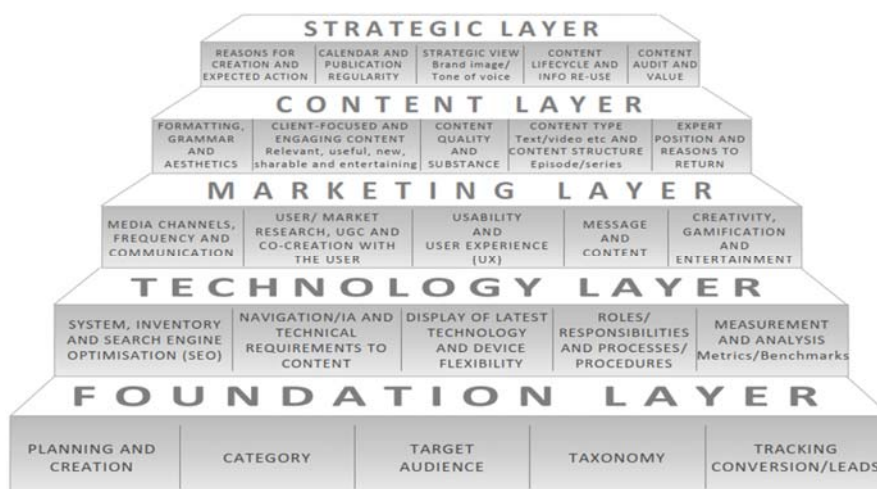 STRATEGIC LAYER
REASONS FOR
CREATION AND
EXPECTED ACTION
CALENDAR AND
PUBLICATION
REGULARITY
STRATEGIC VIEW
Brand image/
Tone of voice
CONTENT
LIFECYCLE AND
INFO RE-USE
CONTENT
AUDIT AND
VALUE
CONTENT LAYER
FORMATTING,
GRAMMAR
AND
AESTHETICS
CLIENT-FOCUSED AND
ENGAGING CONTENT
Relevant, useful, new,
sharable and entertaining
CONTENT
QUALITY
AND
SUBSTANCE
CONTENT TYPE
Text/video etc and
CONTENT STRUCTURE
Episode/series
EXPERT
POSITION AND
REASONS TO
RETURN
MARKETING LAYER
MEDIA CHANNELS,
FREQUENCY AND
COMMUNICATION
USER/ MARKET
RESEARCH, UGC AND
CO-CREATION WITH
THE USER
USABILITY
AND
USER EXPERIENCE
(UX)
MESSAGE
AND
CONTENT
CREATIVITY,
GAMIFICATION
AND
ENTERTAINMENT
TECHNOLOGY LAYER
SYSTEM, INVENTORY
AND SEARCH ENGINE
OPTIMISATION (SEO)
NAVIGATION/IA AND
TECHNICAL
REQUIREMENTS TO
CONTENT
DISPLAY OF LATEST
TECHNOLOGY
AND DEVICE
FLEXIBILITY
ROLES/
RESPONSIBILITIES
AND PROCESSES/
PROCEDURES
MEASUREMENT
AND ANALYSIS
Metrics/Benchmarks
FOUNDATION LAYER
PLANNING AND
CREATION
CATEGORY
TARGET
AUDIENCE
TAXONOMY
TRACKING
CONVERSION/LEADS